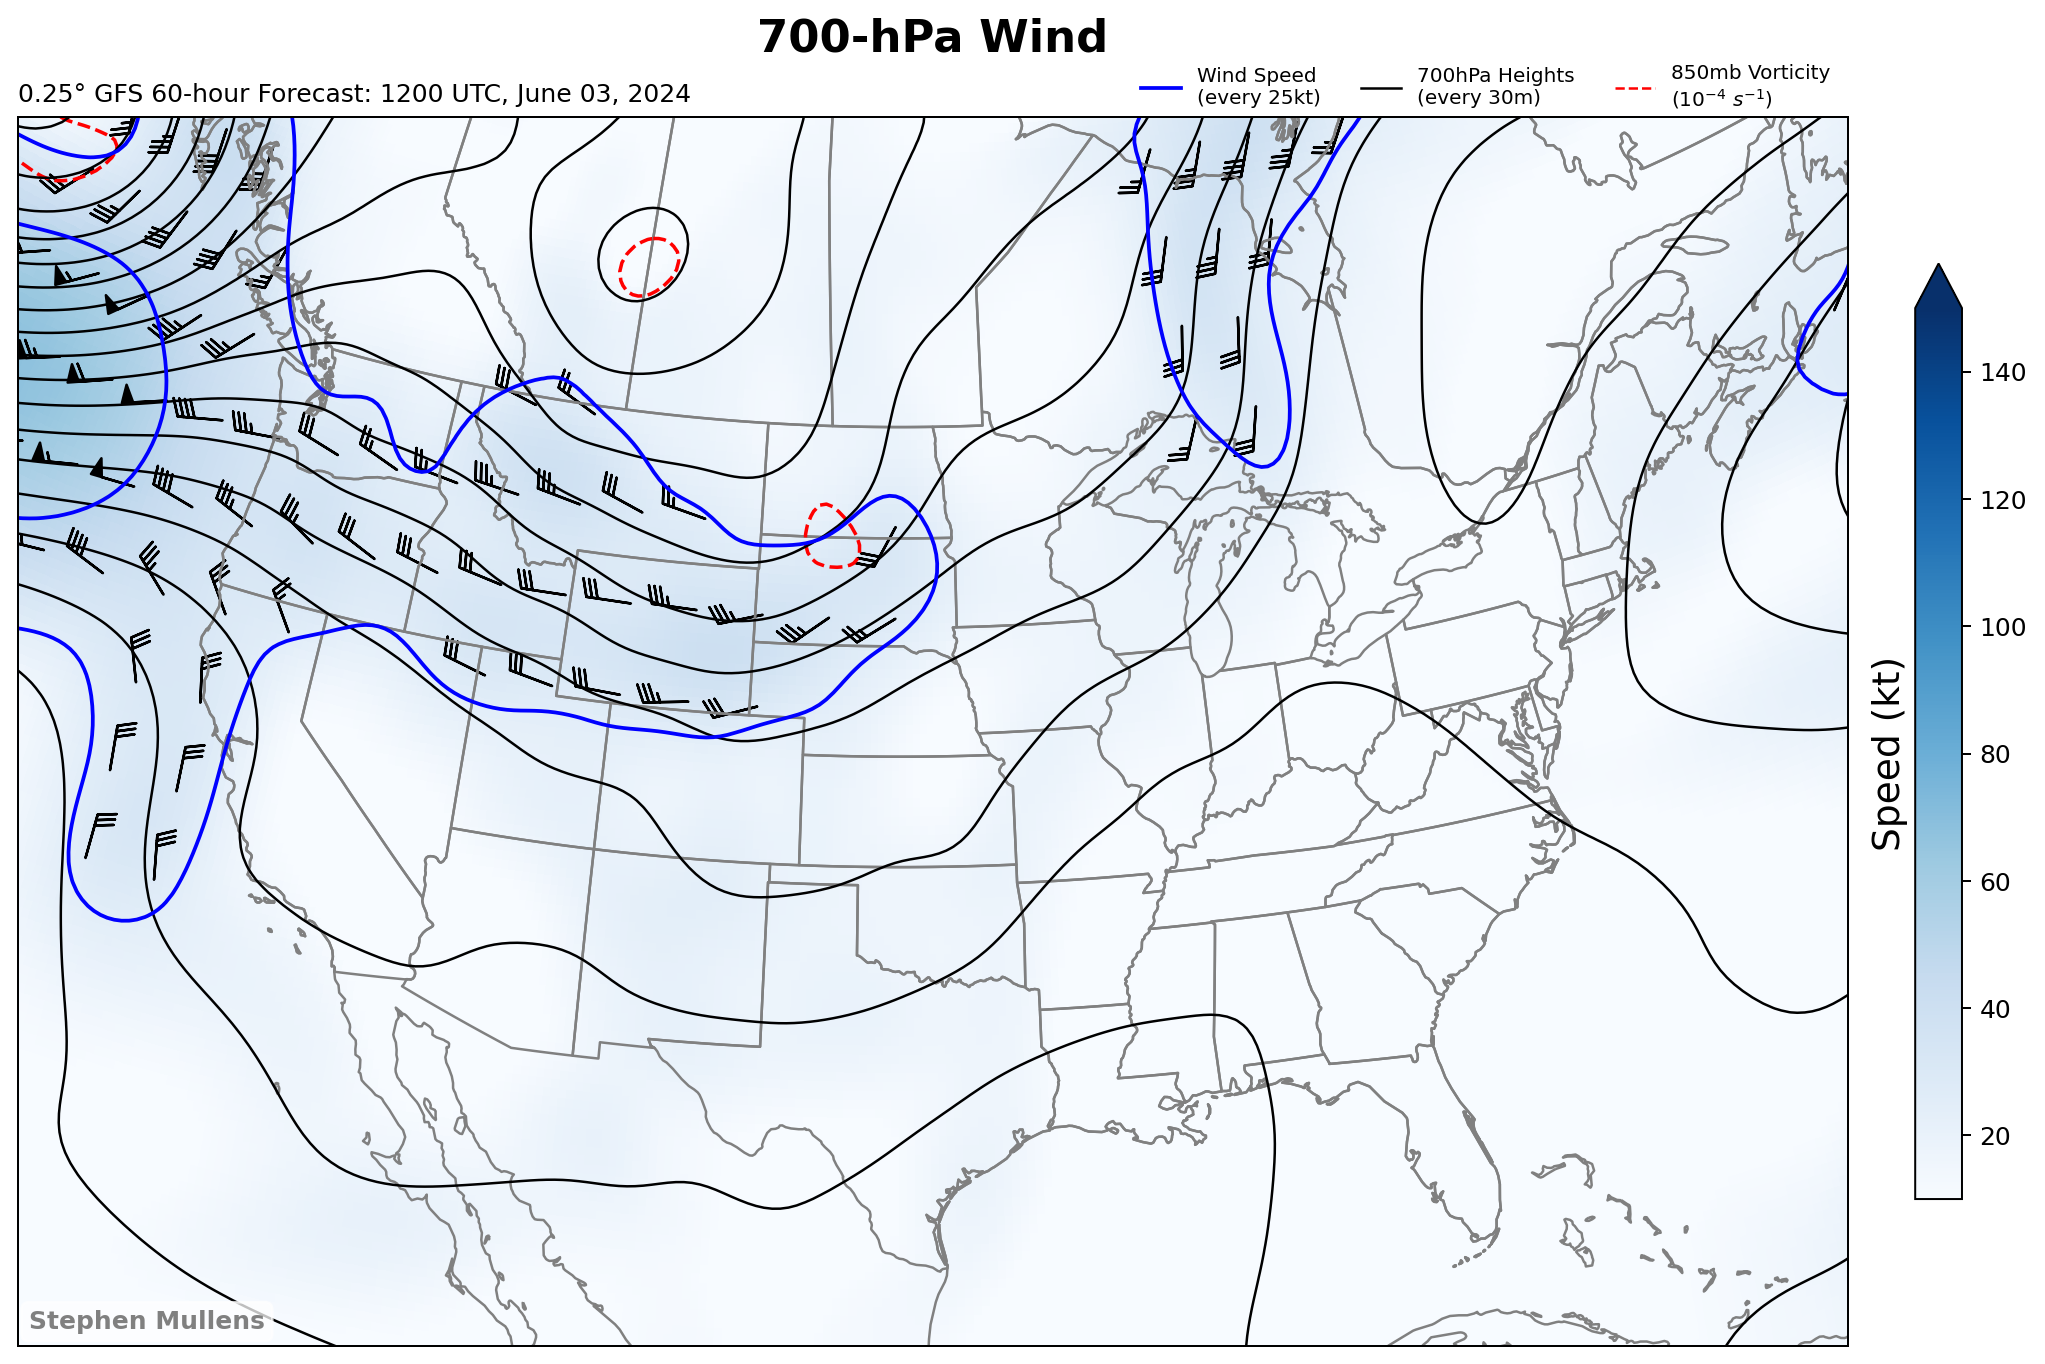 700-hPa Wind
0.25° GFS 60-hour Forecast: 1200 UTC, June 03, 2024
Wind Speed
(every 25kt)
700hPa Heights
(every 30m)
850mb Vorticity
(10⁻⁴ s⁻¹)
140
120
100
80
60
40
20
Speed (kt)
Stephen Mullens